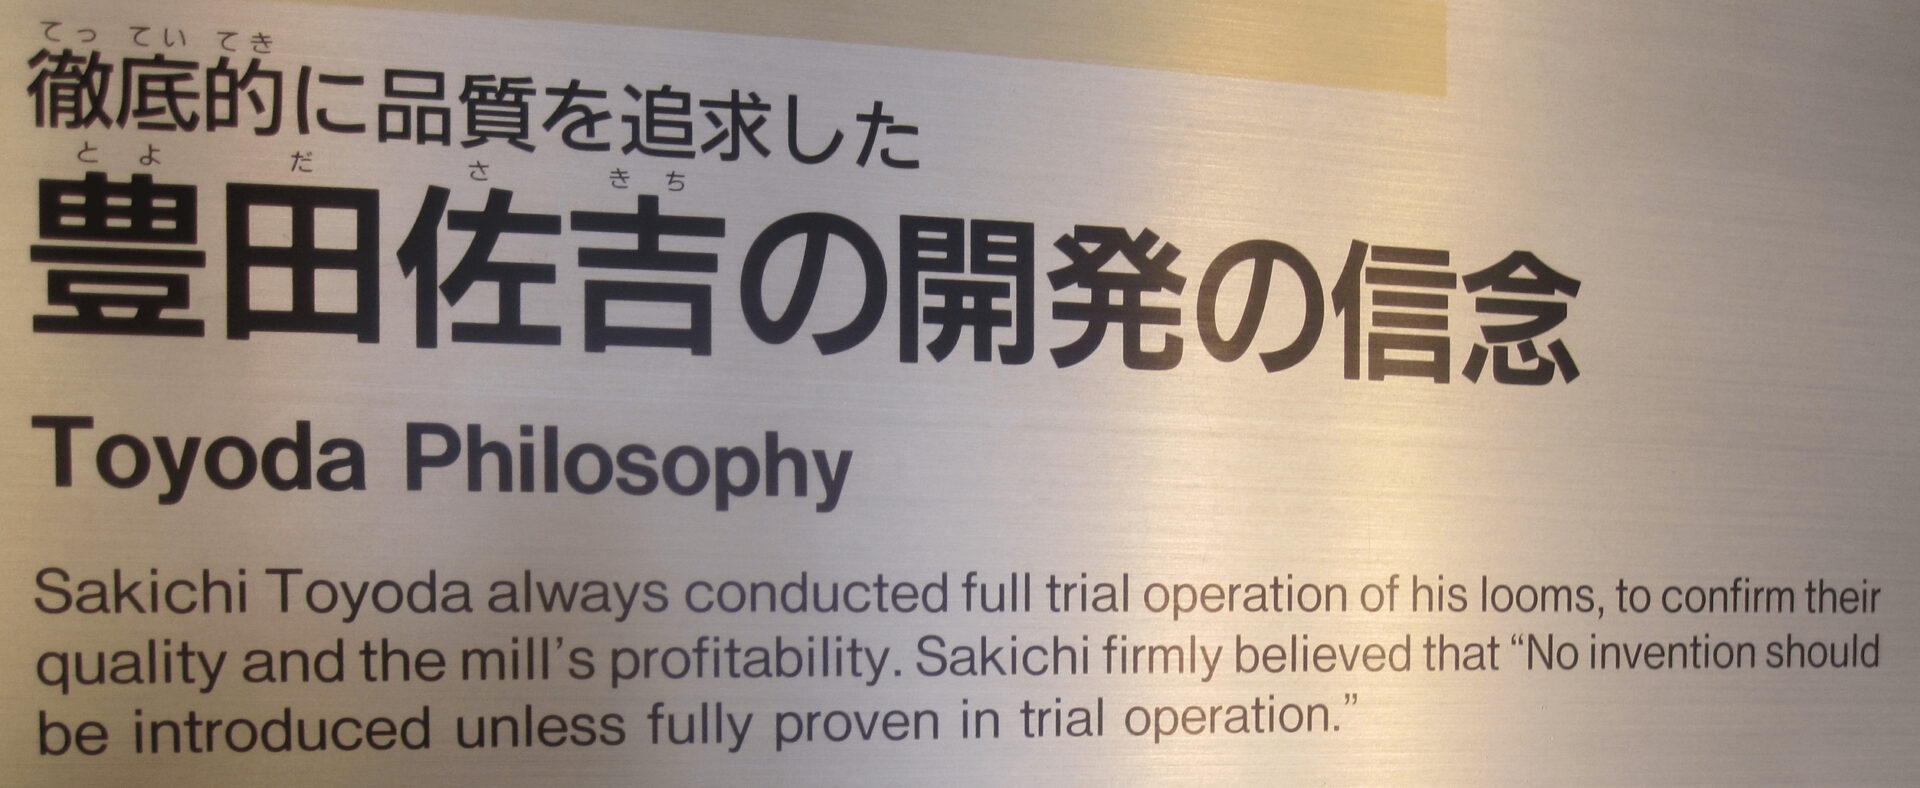 てっ てい てき
徹底的に品質を追求した
とよ だ さ きち
豊田佐吉の開発の信念
Toyoda Philosophy
Sakichi Toyoda always conducted full trial operation of his looms, to confirm their
quality and the mill's profitability. Sakichi firmly believed that “No invention should
be introduced unless fully proven in trial operation.”